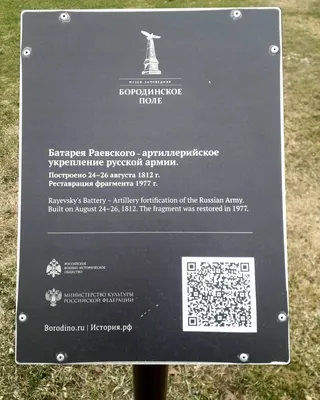 МУЗЕЙ-ЗАПОВЕДНИК
БОРОДИНСКОЕ
ПОЛЕ
Батарея Раевского - артиллерийское
укрепление русской армии.
Построено 24-26 августа 1812 г.
Реставрация фрагмента 1977 г.
Rayevsky's Battery – Artillery fortification of the Russian Army.
Built on August 24-26, 1812. The fragment was restored in 1977.
РОССИЙСКОЕ
ВОЕННО-ИСТОРИЧЕСКОЕ
ОБЩЕСТВО
МИНИСТЕРСТВО КУЛЬТУРЫ
РОССИЙСКОЙ ФЕДЕРАЦИИ
Borodino.ru | История.рф